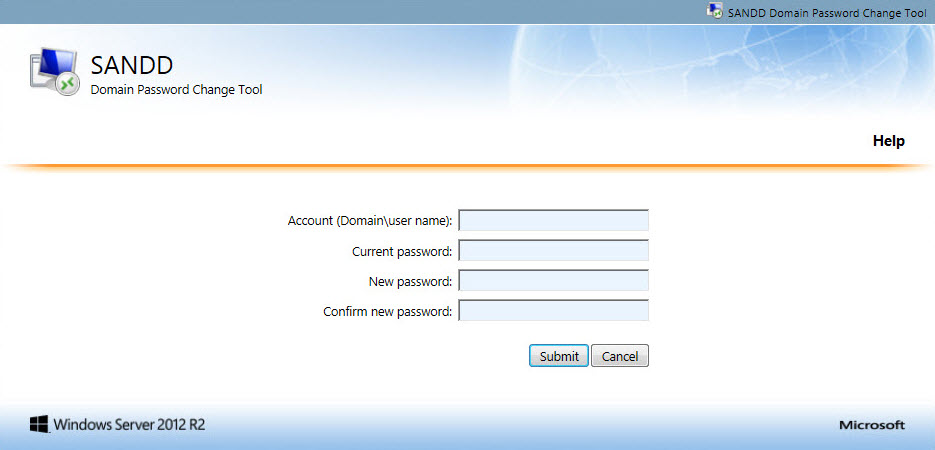 SANDD Domain Password Change Tool
SANDD
Domain Password Change Tool
Help
Account (Domain\user name):
Current password:
New password:
Confirm new password:
Submit Cancel
Windows Server 2012 R2 Microsoft